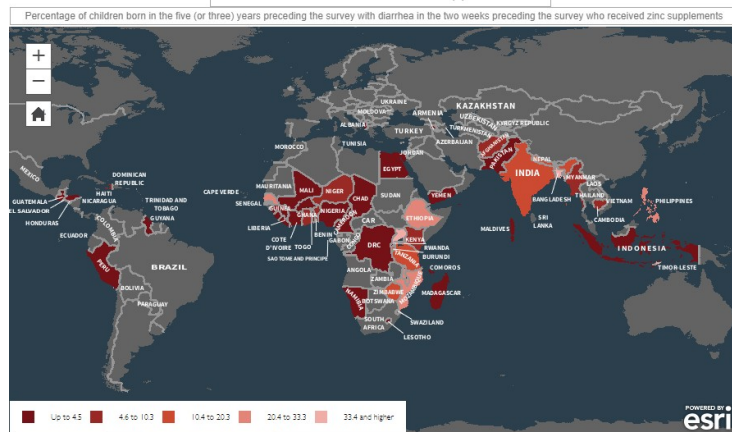 Percentage of children born in the five (or three) years preceding the survey with diarrhea in the two weeks preceding the survey who received zinc supplements
+
−
UKRAINE
MOLDOVA
KAZAKHSTAN
ALBANIA
ARMENIA
UZBEKISTAN
KYRGYZ REPUBLIC
TURKEY
TURKMENISTAN
AZERBAIJAN
MOROCCO
TUNISIA
JORDAN
AFGHANISTAN
PAKISTAN
NEPAL
MEXICO
DOMINICAN
REPUBLIC
HAITI
CAPE VERDE
MAURITANIA
MALI
NIGER
CHAD
EGYPT
SUDAN
YEMEN
INDIA
MYANMAR
LAOS
GUATEMALA
EL SALVADOR
NICARAGUA
HONDURAS
TRINIDAD AND
TOBAGO
GUYANA
SENEGAL
GUINEA
GHANA
NIGERIA
CAMEROON
CAR
ETHIOPIA
BANGLADESH
THAILAND
VIETNAM
PHILIPPINES
CAMBODIA
LIBERIA
COTE
D'IVOIRE
TOGO
BENIN
GABON
CONGO
SAO TOME AND PRINCIPE
DRC
KENYA
RWANDA
BURUNDI
TANZANIA
COMOROS
MALDIVES
SRI
LANKA
INDONESIA
TIMOR-LESTE
ECUADOR
COLOMBIA
PERU
BRAZIL
BOLIVIA
PARAGUAY
ANGOLA
ZAMBIA
ZIMBABWE
MOZAMBIQUE
MADAGASCAR
NAMIBIA
BOTSWANA
SWAZILAND
SOUTH
AFRICA
LESOTHO
Up to 4.5
4.6 to 10.3
10.4 to 20.3
20.4 to 33.3
33.4 and higher
POWERED BY
esri